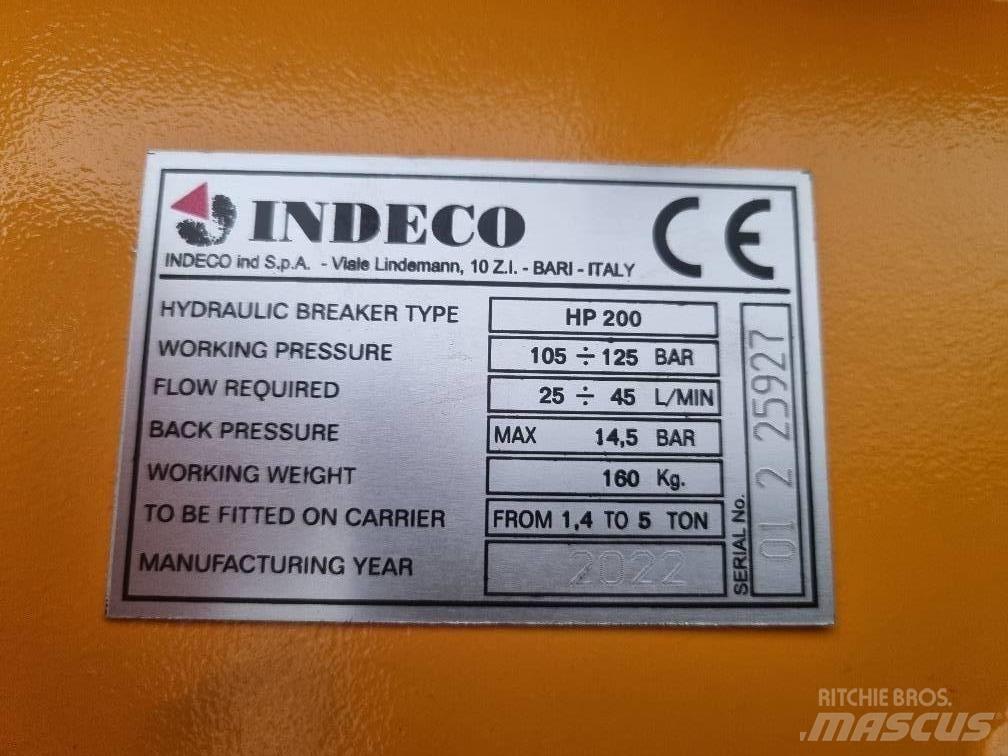 INDECO
CE
INDECO ind S.p.A. - Viale Lindemann, 10 Z.I. - BARI - ITALY
HYDRAULIC BREAKER TYPE HP 200
WORKING PRESSURE 105 ÷ 125 BAR
FLOW REQUIRED 25 ÷ 45 L/MIN
BACK PRESSURE MAX 14,5 BAR
WORKING WEIGHT 160 Kg.
TO BE FITTED ON CARRIER FROM 1,4 TO 5 TON
MANUFACTURING YEAR 2022
SERIAL No. 01 2 25927
RITCHIE BROS.
MASCUS